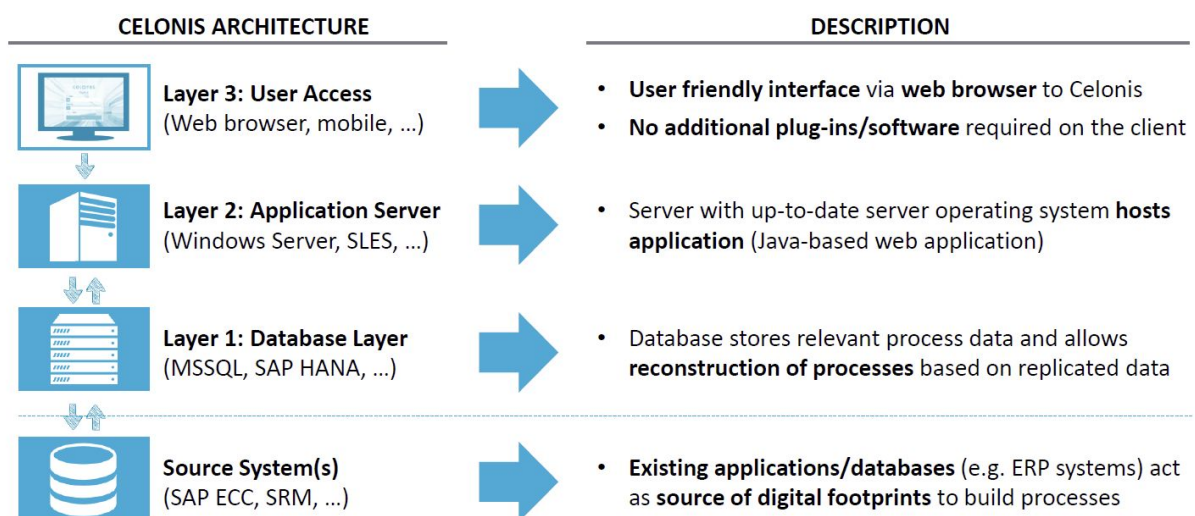 CELONIS ARCHITECTURE
DESCRIPTION
Layer 3: User Access
(Web browser, mobile, ...)
• User friendly interface via web browser to Celonis
• No additional plug-ins/software required on the client
Layer 2: Application Server
(Windows Server, SLES, ...)
• Server with up-to-date server operating system hosts
application (Java-based web application)
Layer 1: Database Layer
(MSSQL, SAP HANA, ...)
• Database stores relevant process data and allows
reconstruction of processes based on replicated data
Source System(s)
(SAP ECC, SRM, ...)
• Existing applications/databases (e.g. ERP systems) act
as source of digital footprints to build processes